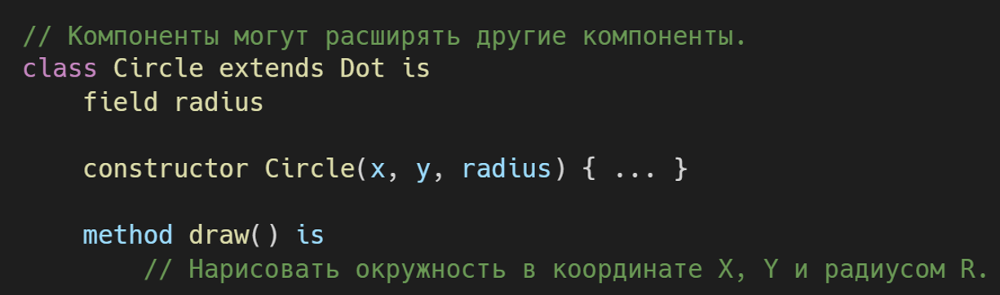 // Компоненты могут расширять другие компоненты.
class Circle extends Dot is
    field radius
    constructor Circle(x, y, radius) { ... }
    method draw() is
        // Нарисовать окружность в координате X, Y и радиусом R.